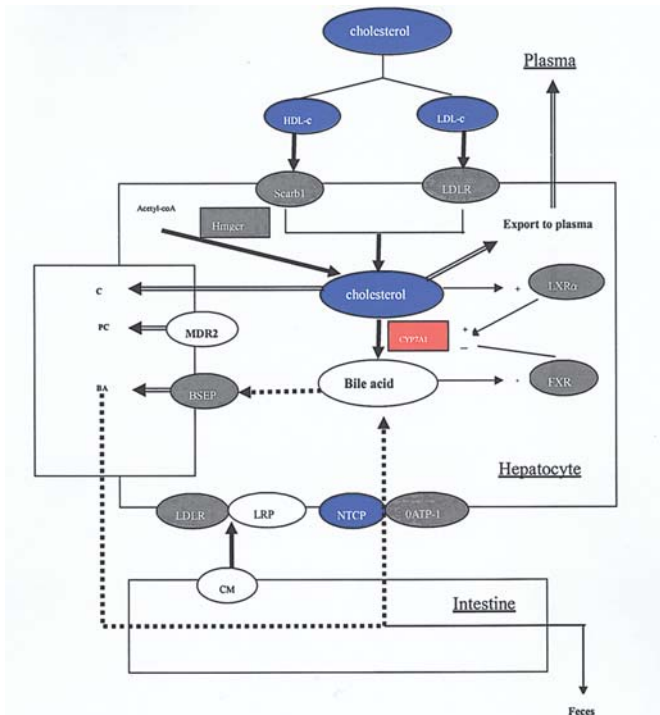 cholesterol
Plasma
HDL-c
LDL-c
Scarb1
LDLR
Acetyl-coA
Hmgcr
Export to plasma
C
cholesterol
+
LXRα
PC
MDR2
CYP7A1
+
–
BA
BSEP
Bile acid
+
FXR
Hepatocyte
LDLR
LRP
NTCP
0ATP-1
CM
Intestine
Feces